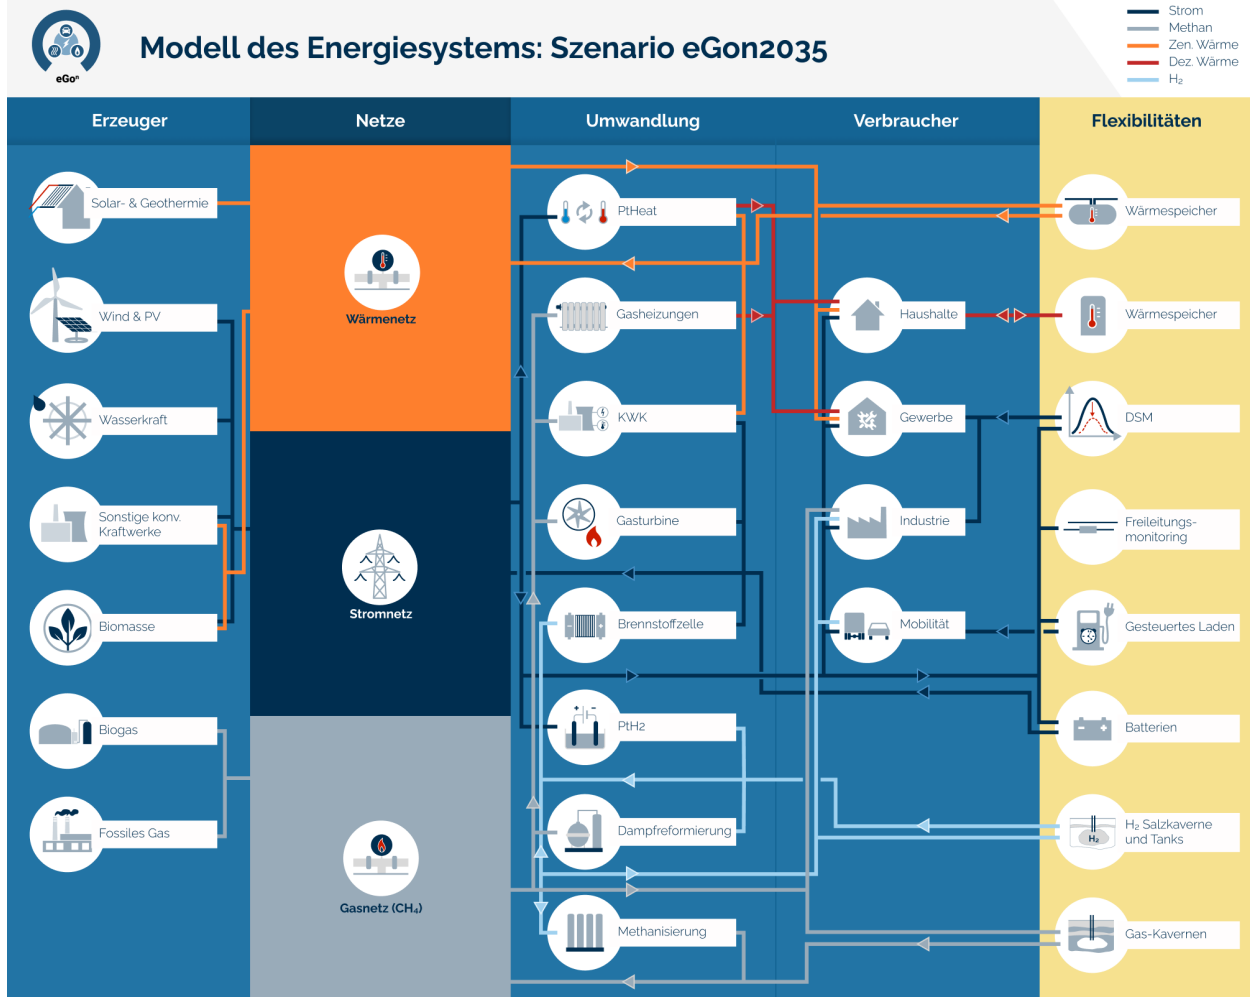 eGoⁿ
Modell des Energiesystems: Szenario eGon2035
Strom
Methan
Zen. Wärme
Dez. Wärme
H₂
Erzeuger
Netze
Umwandlung
Verbraucher
Flexibilitäten
Solar- & Geothermie
Wind & PV
Wasserkraft
Sonstige konv.
Kraftwerke
Biomasse
Biogas
Fossiles Gas
Wärmenetz
Stromnetz
Gasnetz (CH₄)
PtHeat
Gasheizungen
KWK
Gasturbine
Brennstoffzelle
+ -
PtH2
Dampfreformierung
Methanisierung
Haushalte
Gewerbe
Industrie
Mobilität
Wärmespeicher
Wärmespeicher
DSM
Freileitungs-
monitoring
Gesteuertes Laden
- +
Batterien
H₂
H₂ Salzkaverne
und Tanks
Gas-Kavernen